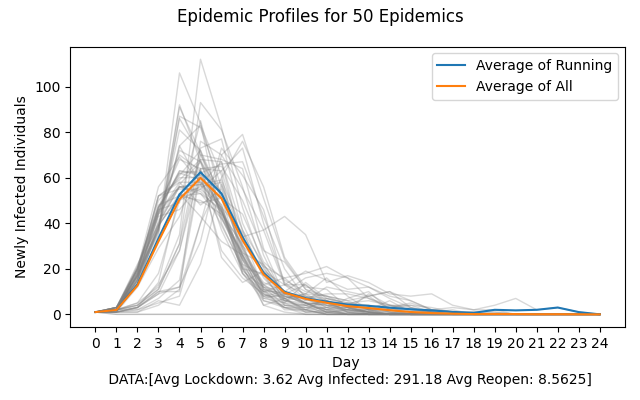 Epidemic Profiles for 50 Epidemics
Average of Running
Average of All
Newly Infected Individuals
100
80
60
40
20
0
0 1 2 3 4 5 6 7 8 9 10 11 12 13 14 15 16 17 18 19 20 21 22 23 24
Day
DATA:[Avg Lockdown: 3.62 Avg Infected: 291.18 Avg Reopen: 8.5625]